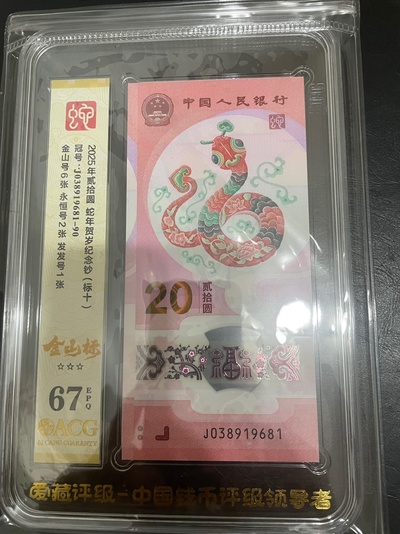 蛇
2025年贰拾圆 蛇年贺岁纪念钞（标十）
冠号：J038919681-90
金山号6张 永恒号2张 发发号1张
金山标
☆☆☆
67 EPQ
ACG
中国人民银行
20 贰拾圆
福
J038919681
爱藏评级-中国钱币评级领导者